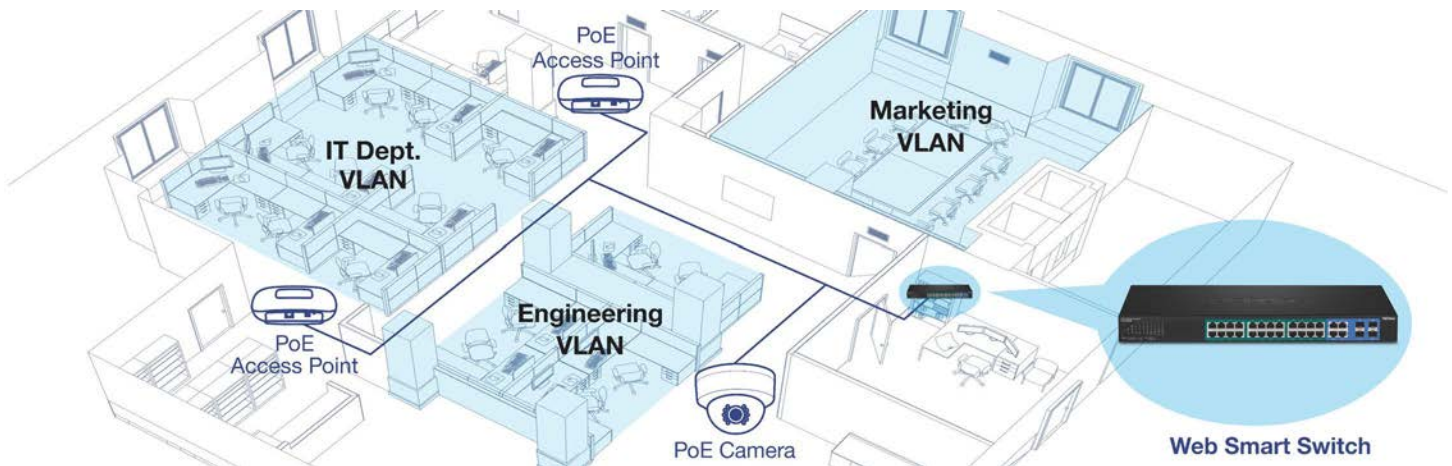 PoE
Access Point
IT Dept.
VLAN
Marketing
VLAN
PoE
Access Point
Engineering
VLAN
PoE Camera
Web Smart Switch